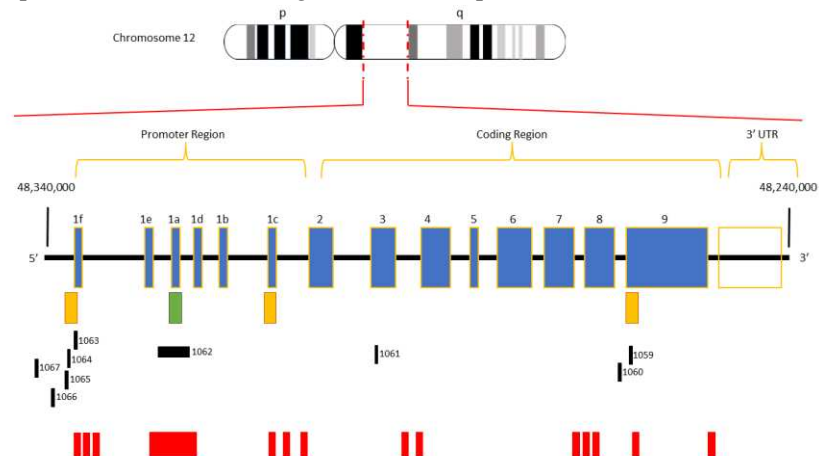 p q
Chromosome 12
Promoter Region Coding Region 3' UTR
48,340,000 48,240,000
1f 1e 1a 1d 1b 1c 2 3 4 5 6 7 8 9
5' 3'
1063
1064 1062 1061 1059
1067
1065 1060
1066